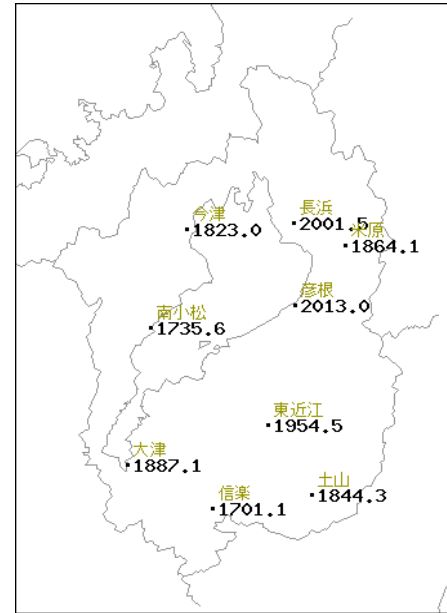 長浜
2001.5
今津
1823.0
米原
1864.1
彦根
2013.0
南小松
1735.6
東近江
1954.5
大津
1887.1
土山
1844.3
信楽
1701.1